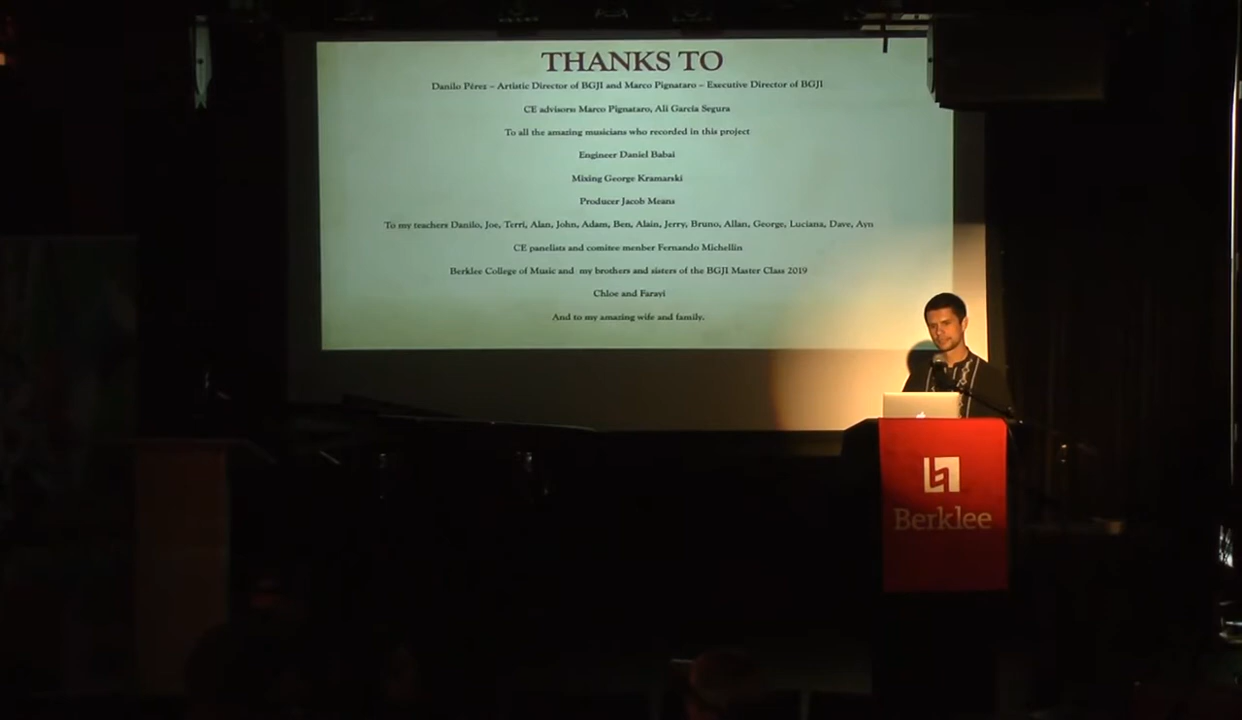 THANKS TO
Danilo Pérez – Artistic Director of BGJI and Marco Pignataro – Executive Director of BGJI
CE advisors: Marco Pignataro, Ali García Segura
To all the amazing musicians who recorded in this project
Engineer Daniel Babai
Mixing George Kramarski
Producer Jacob Means
To my teachers Danilo, Joe, Terri, Alan, John, Adam, Ben, Alain, Jerry, Bruno, Allan, George, Luciana, Dave, Ayn
CE panelists and comitee menber Fernando Michellin
Berklee College of Music and my brothers and sisters of the BGJI Master Class 2019
Chloe and Farayi
And to my amazing wife and family.
Berklee